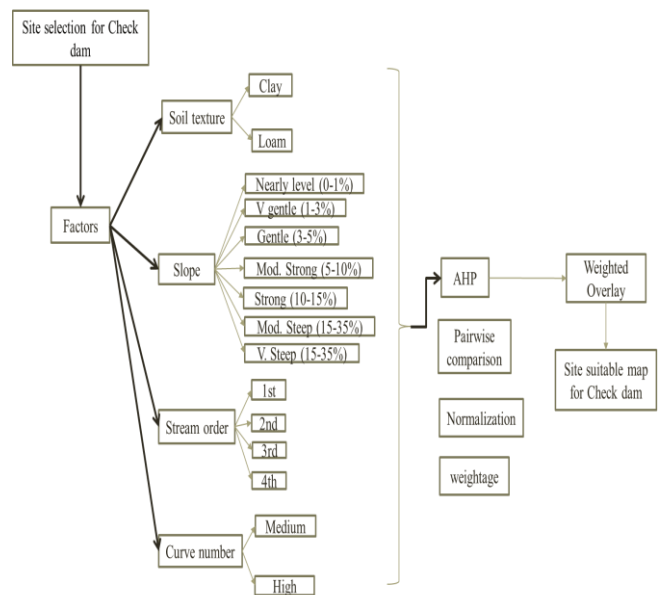 Site selection for Check
dam
Factors
Soil texture
Clay
Loam
Slope
Nearly level (0-1%)
V gentle (1-3%)
Gentle (3-5%)
Mod. Strong (5-10%)
Strong (10-15%)
Mod. Steep (15-35%)
V. Steep (15-35%)
Stream order
1st
2nd
3rd
4th
Curve number
Medium
High
AHP
Pairwise
comparison
Normalization
weightage
Weighted
Overlay
Site suitable map
for Check dam